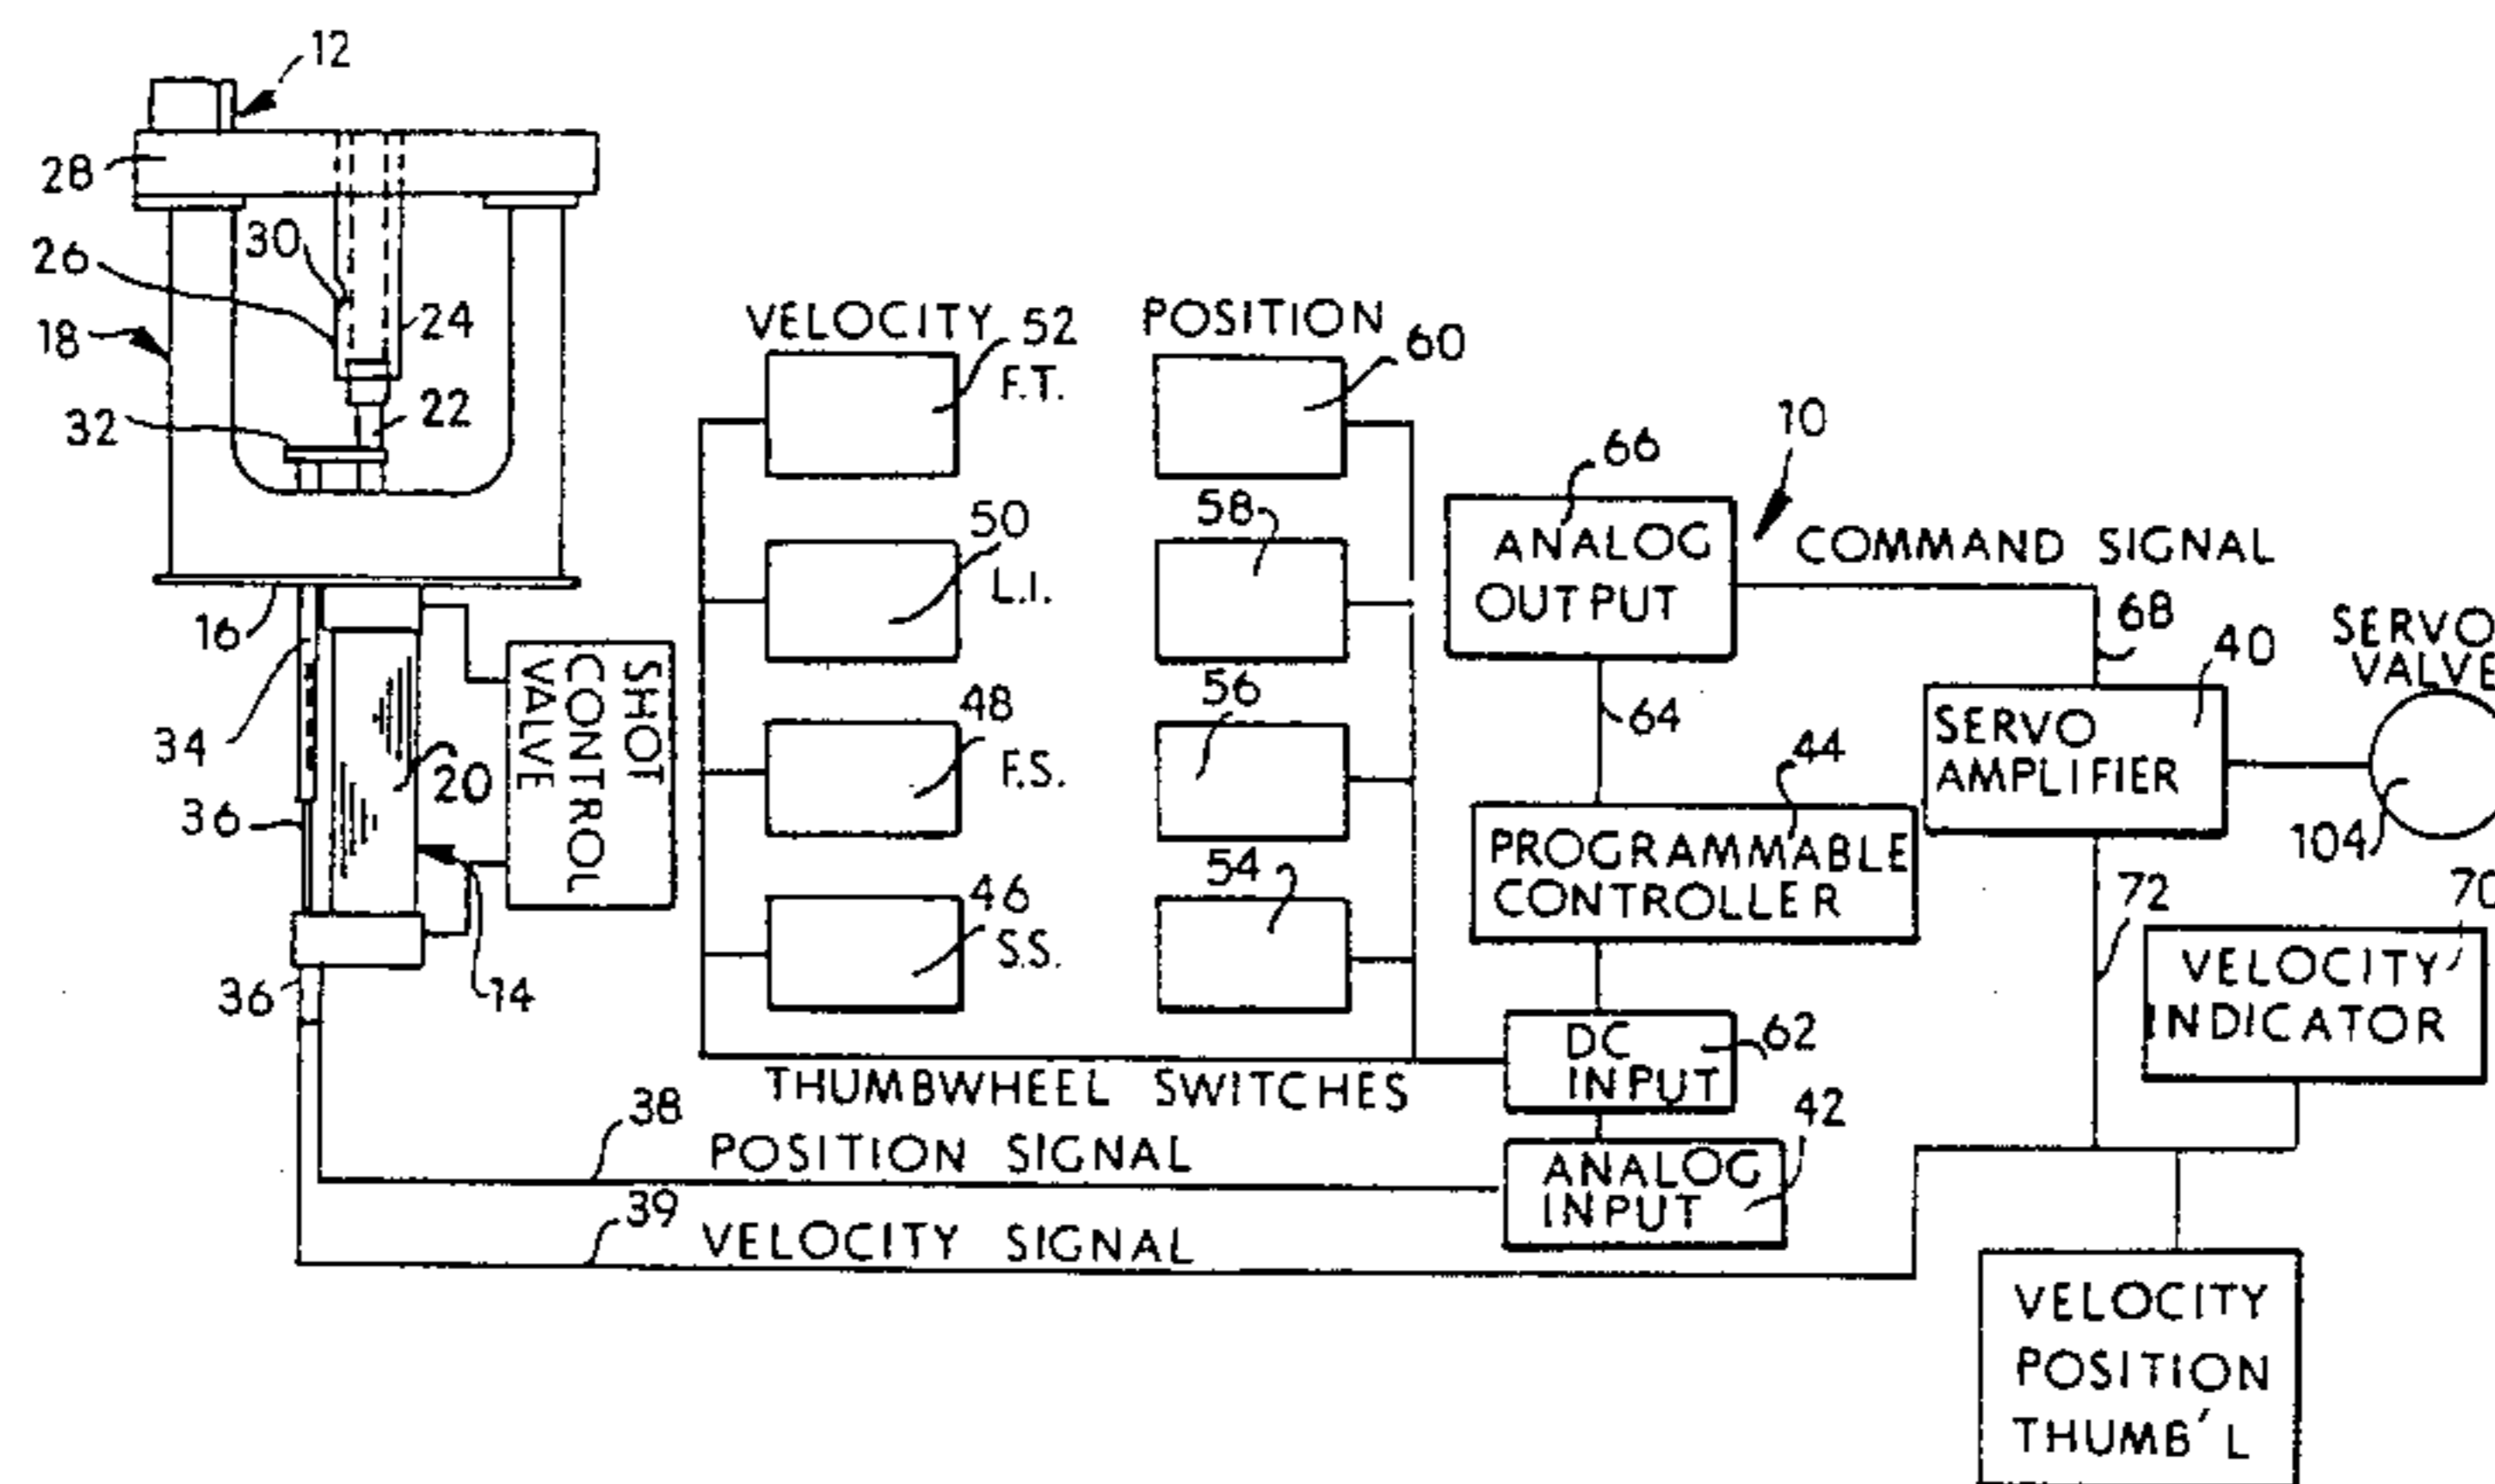 12
28
26
30
18
24
32
22
16
34
36
20
14
36
SHOT
CONTROL
VALVE
VELOCITY
52
F.T.
50
L.I.
48
F.S.
46
S.S.
POSITION
60
58
56
54
THUMBWHEEL SWITCHES
38
POSITION SIGNAL
39
VELOCITY SIGNAL
66
ANALOG
OUTPUT
10
COMMAND SIGNAL
68
64
44
PROGRAMMABLE
CONTROLLER
DC
INPUT
62
ANALOG
INPUT
42
40
SERVO
AMPLIFIER
SERVO
VALVE
104
72
70
VELOCITY
INDICATOR
VELOCITY
POSITION
THUMB'L